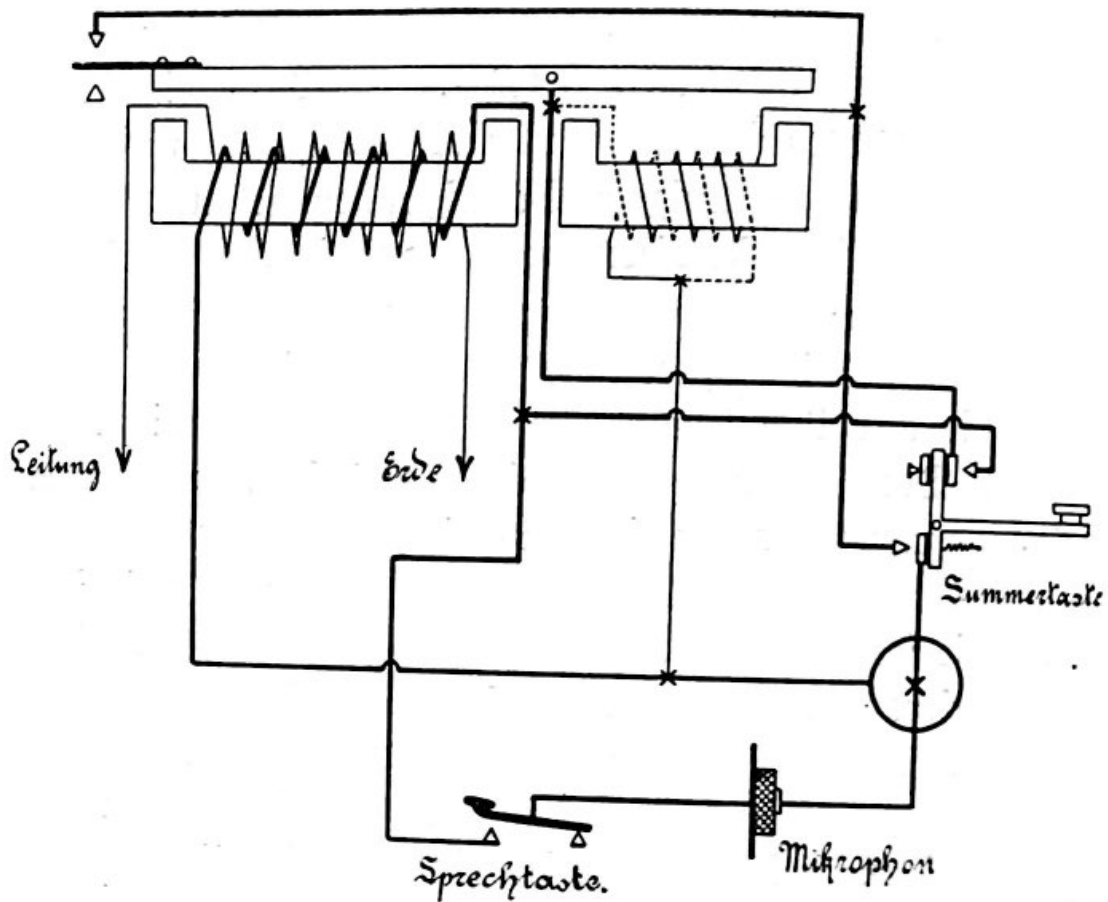 Leitung
Erde
Summertaste
Mikrophon
Sprechtaste.